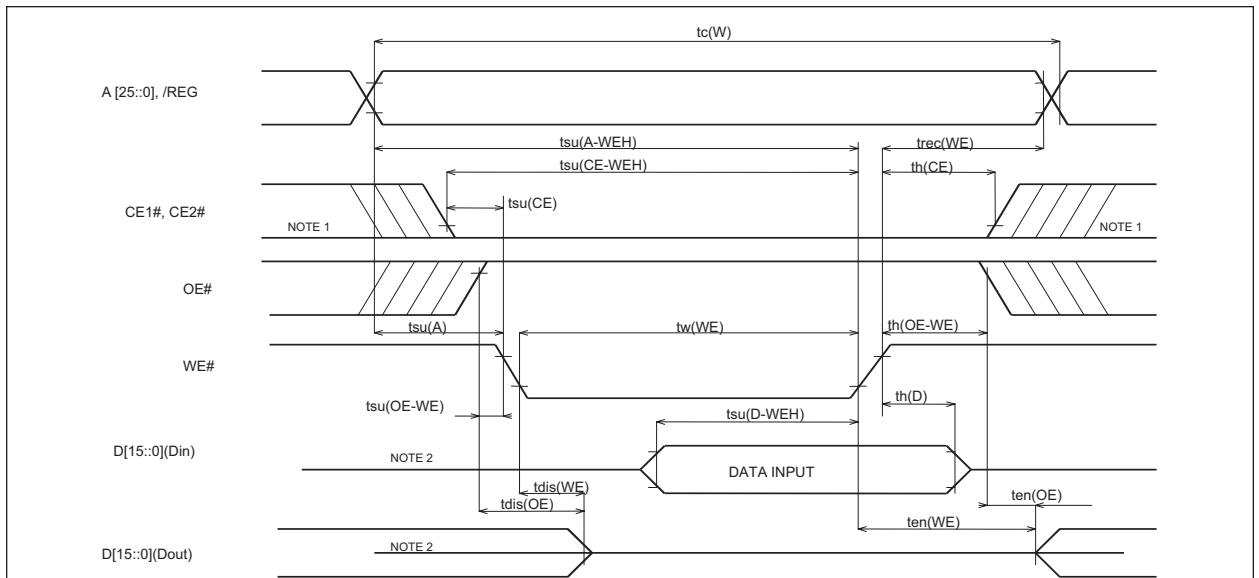 tc(W)
A [25::0], /REG
tsu(A-WEH)
trec(WE)
tsu(CE-WEH)
th(CE)
tsu(CE)
CE1#, CE2#
NOTE 1
NOTE 1
OE#
tsu(A)
tw(WE)
th(OE-WE)
WE#
tsu(OE-WE)
th(D)
tsu(D-WEH)
D[15::0](Din)
NOTE 2
DATA INPUT
tdis(WE)
tdis(OE)
ten(OE)
ten(WE)
D[15::0](Dout)
NOTE 2